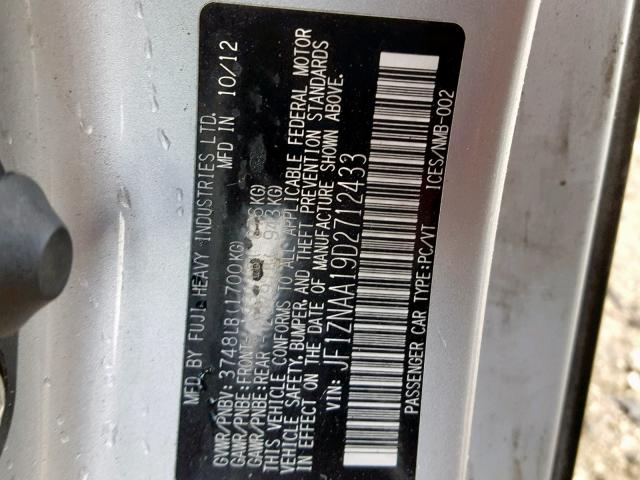 MFD.BY FUJI HEAVY INDUSTRIES LTD. MFD IN 10/12
GVWR/PNBV: 3748LB(1700KG)
GAWR/PNBE:FRONT- KG)
GAWR/PNBE:REAR - KG)
THIS VEHICLE CONFORMS TO ALL APPLICABLE FEDERAL MOTOR
VEHICLE SAFETY,BUMPER,AND THEFT PREVENTION STANDARDS
IN EFFECT ON THE DATE OF MANUFACTURE SHOWN ABOVE.
VIN: JF1ZNAA19D2712433
PASSENGER CAR TYPE:PC/VT ICES/NMB-002